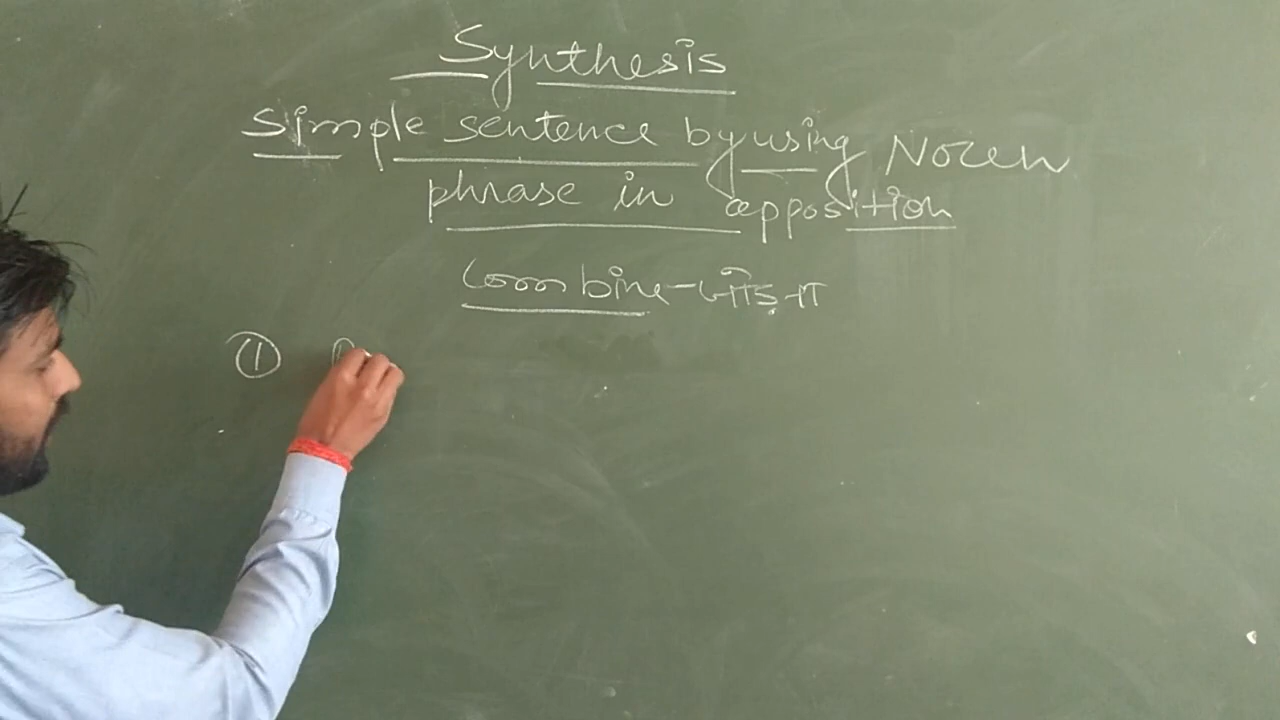 Synthesis
Simple sentence by using Noun
phrase in apposition
Combine - जोड़ना
①